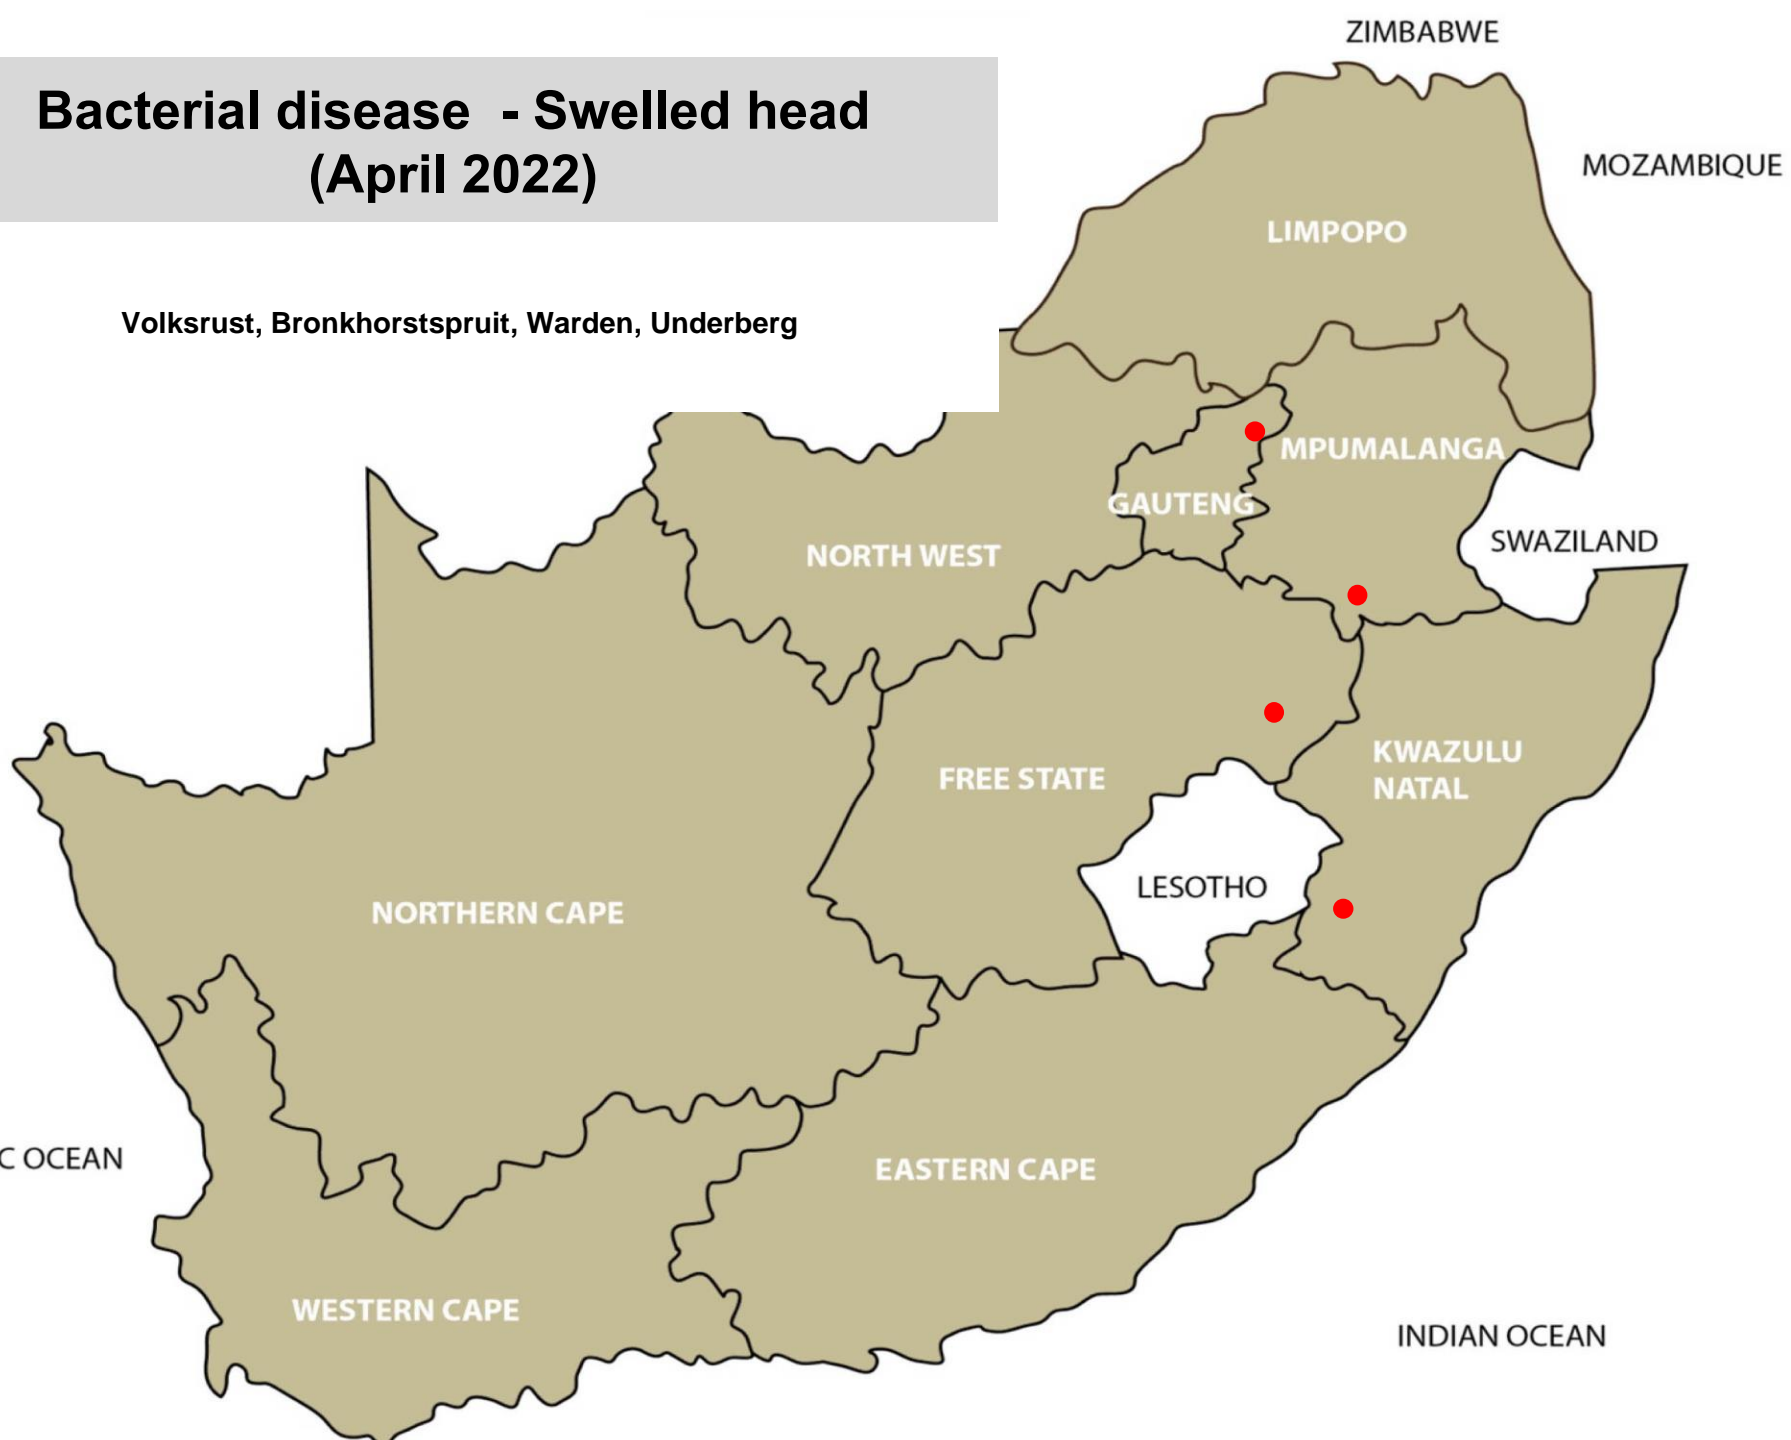 Bacterial disease - Swelled head
(April 2022)
Volksrust, Bronkhorstspruit, Warden, Underberg
ZIMBABWE
MOZAMBIQUE
LIMPOPO
MPUMALANGA
GAUTENG
SWAZILAND
NORTH WEST
KWAZULU
NATAL
FREE STATE
LESOTHO
NORTHERN CAPE
C OCEAN
EASTERN CAPE
WESTERN CAPE
INDIAN OCEAN